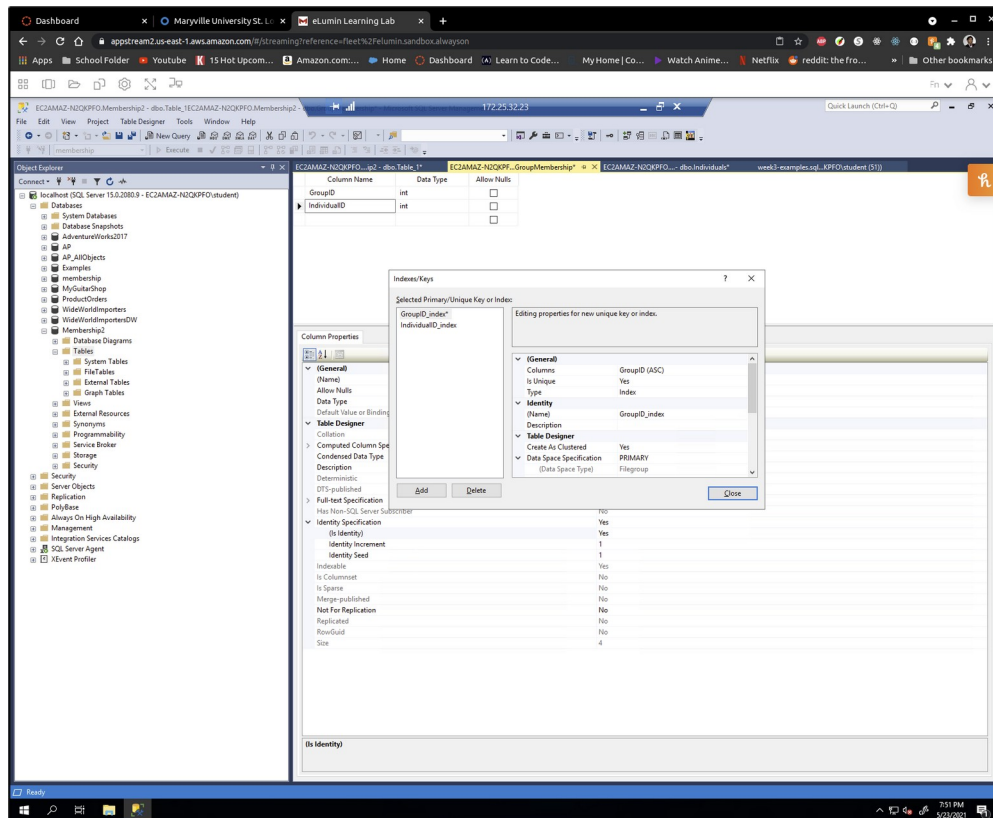 Dashboard
Maryville University St. Lo
eLumin Learning Lab
appstream2.us-east-1.aws.amazon.com/#/streaming?reference=fleet%2Felumin.sandbox.alwayson
Apps School Folder Youtube 15 Hot Upcom... Amazon.com:... Home Dashboard (A) Learn to Code... My Home | Co... Watch Anime... Netflix reddit: the fro... » Other bookmarks
En
EC2AMAZ-N2QKPFO.Membership2 - dbo.Table_1EC2AMAZ-N2QKPFO.Membership2 -
172.25.32.23
Quick Launch (Ctrl+Q)
File Edit View Project Table Designer Tools Window Help
New Query
membership
Execute
Object Explorer
Connect
localhost (SQL Server 15.0.2080.9 - EC2AMAZ-N2QKPFO\student)
Databases
System Databases
Database Snapshots
AdventureWorks2017
AP
AP_AllObjects
Examples
membership
MyGuitarShop
ProductOrders
WideWorldImporters
WideWorldImportersDW
Membership2
Database Diagrams
Tables
System Tables
FileTables
External Tables
Graph Tables
Views
External Resources
Synonyms
Programmability
Service Broker
Storage
Security
Security
Server Objects
Replication
PolyBase
Always On High Availability
Management
Integration Services Catalogs
SQL Server Agent
XEvent Profiler
EC2AMAZ-N2QKPFO....ip2 - dbo.Table_1*
EC2AMAZ-N2QKPF...GroupMembership*
EC2AMAZ-N2QKPFO....- dbo.Individuals*
week3-examples.sql...KPFO\student (51))
Column Name Data Type Allow Nulls
GroupID int
IndividualID int
Indexes/Keys ? X
Selected Primary/Unique Key or Index:
GroupID_index*
IndividualID_index
Editing properties for new unique key or index.
(General)
Columns GroupID (ASC)
Is Unique Yes
Type Index
Identity
(Name) GroupID_index
Description
Table Designer
Create As Clustered Yes
Data Space Specification PRIMARY
(Data Space Type) Filegroup
Add Delete Close
Column Properties
(General)
(Name)
Allow Nulls
Data Type
Default Value or Binding
Table Designer
Collation
Computed Column Spe
Condensed Data Type
Description
Deterministic
DTS-published
Full-text Specification
Has Non-SQL Server Subscriber No
Identity Specification Yes
(Is Identity) Yes
Identity Increment 1
Identity Seed 1
Indexable Yes
Is Columnset No
Is Sparse No
Merge-published No
Not For Replication No
Replicated No
RowGuid No
Size 4
(Is Identity)
Ready
7:51 PM
5/23/2021